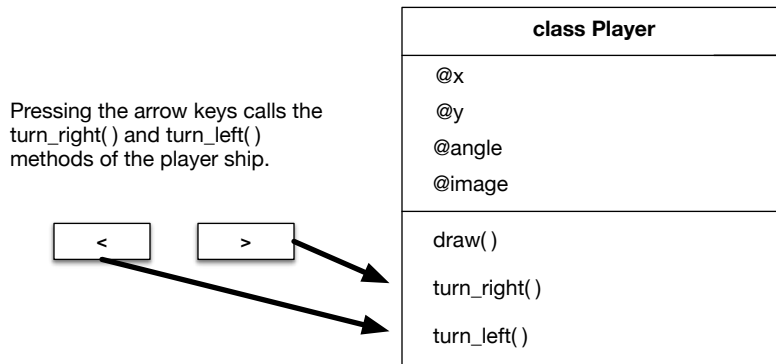 class Player
@x
@y
@angle
@image
Pressing the arrow keys calls the
turn_right( ) and turn_left( )
methods of the player ship.
<
>
draw( )
turn_right( )
turn_left( )